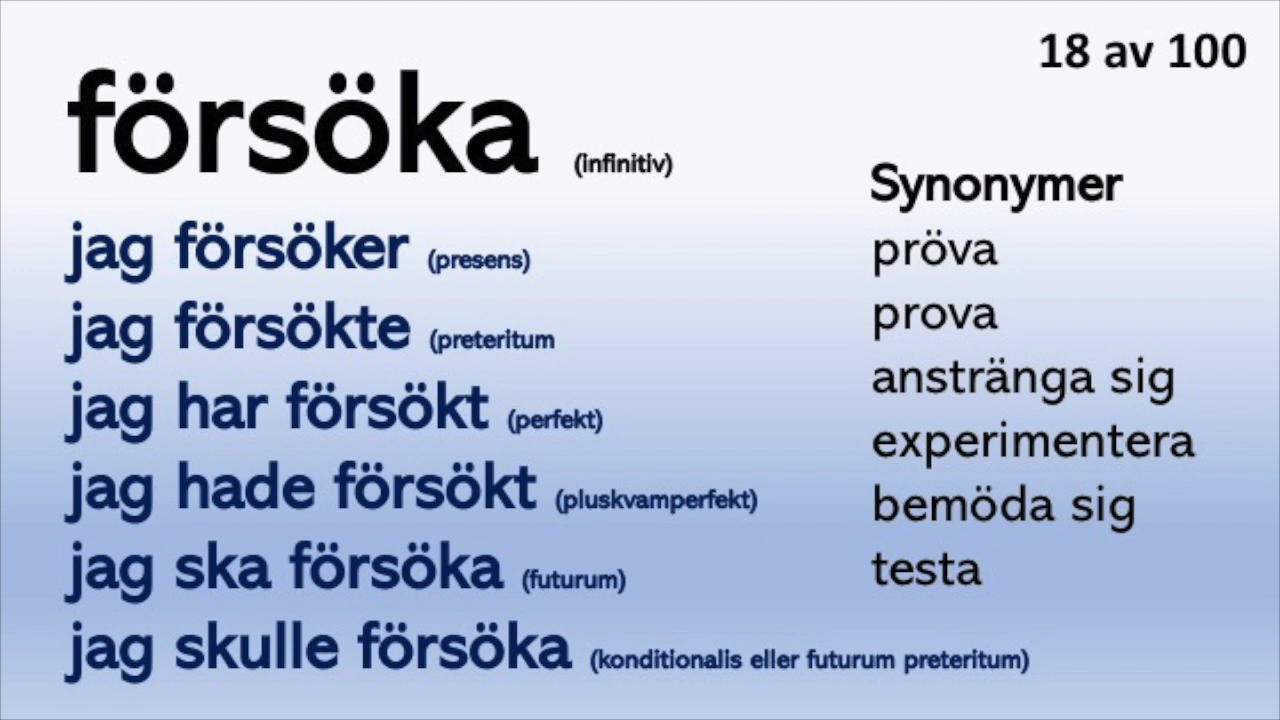 18 av 100
försöka (infinitiv)
jag försöker (presens)
jag försökte (preteritum
jag har försökt (perfekt)
jag hade försökt (pluskvamperfekt)
jag ska försöka (futurum)
jag skulle försöka (konditionalis eller futurum preteritum)
Synonymer
pröva
prova
anstränga sig
experimentera
bemöda sig
testa